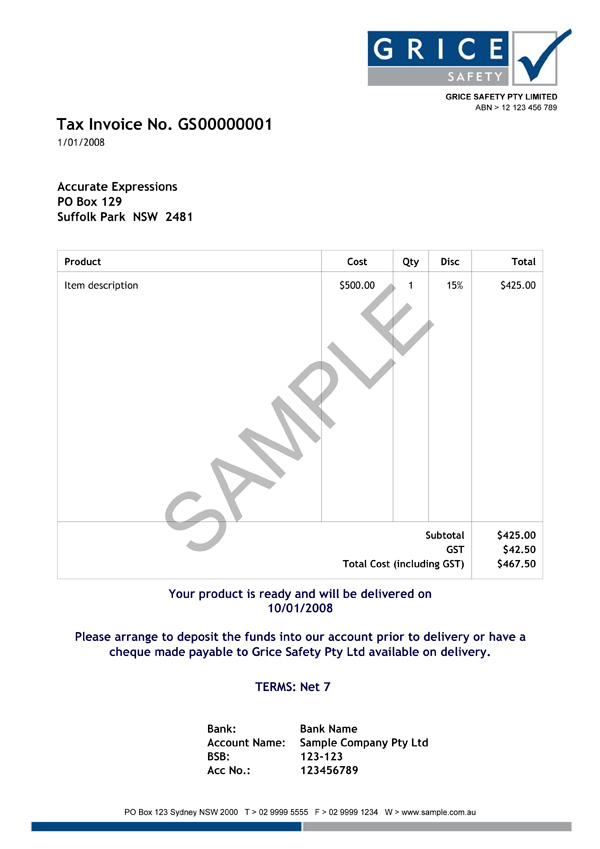 GRICE
SAFETY
GRICE SAFETY PTY LIMITED
ABN > 12 123 456 789
Tax Invoice No. GS00000001
1/01/2008
Accurate Expressions
PO Box 129
Suffolk Park NSW 2481
Product Cost Qty Disc Total
Item description $500.00 1 15% $425.00
SAMPLE
Subtotal $425.00
GST $42.50
Total Cost (including GST) $467.50
Your product is ready and will be delivered on
10/01/2008
Please arrange to deposit the funds into our account prior to delivery or have a
cheque made payable to Grice Safety Pty Ltd available on delivery.
TERMS: Net 7
Bank: Bank Name
Account Name: Sample Company Pty Ltd
BSB: 123-123
Acc No.: 123456789
PO Box 123 Sydney NSW 2000 T > 02 9999 5555 F > 02 9999 1234 W > www.sample.com.au